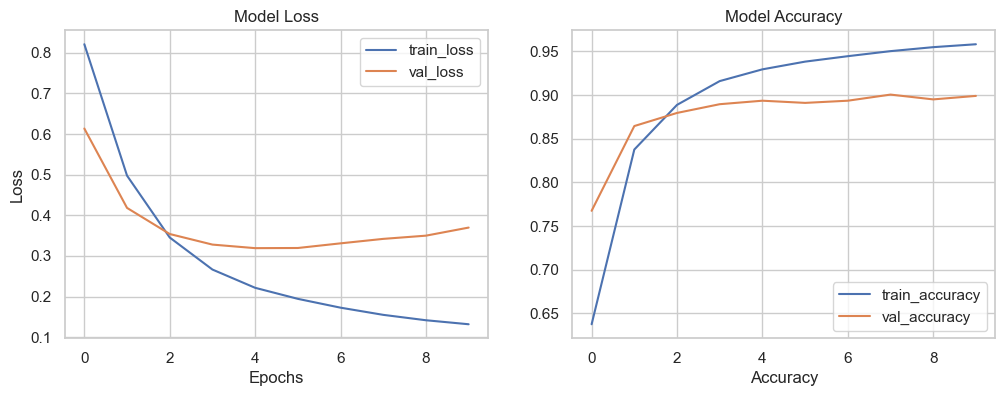 Model Loss
0.8
0.7
0.6
0.5
0.4
0.3
0.2
0.1
Loss
0
2
4
6
8
Epochs
train_loss
val_loss
Model Accuracy
0.95
0.90
0.85
0.80
0.75
0.70
0.65
0
2
4
6
8
Accuracy
train_accuracy
val_accuracy